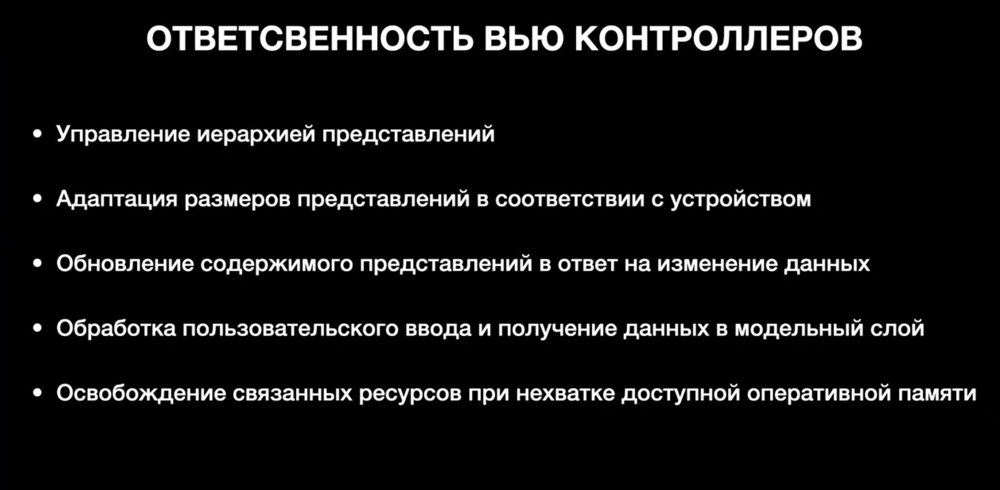 ОТВЕТСВЕННОСТЬ ВЬЮ КОНТРОЛЛЕРОВ
• Управление иерархией представлений
• Адаптация размеров представлений в соответствии с устройством
• Обновление содержимого представлений в ответ на изменение данных
• Обработка пользовательского ввода и получение данных в модельный слой
• Освобождение связанных ресурсов при нехватке доступной оперативной памяти